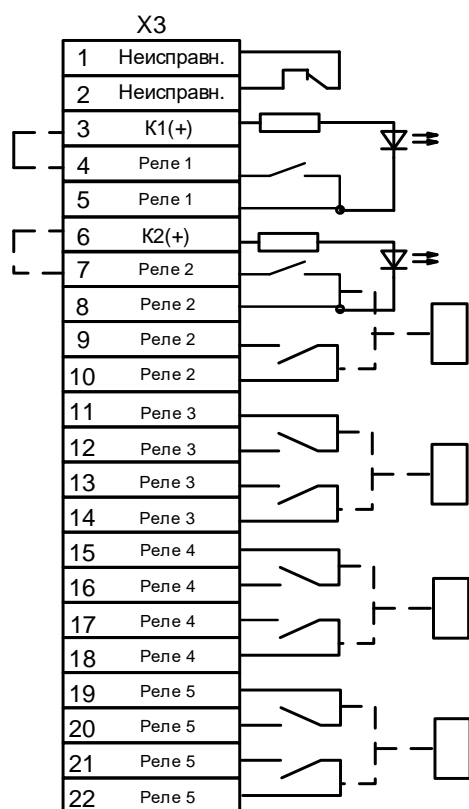 X3
1 Неисправн.
2 Неисправн.
3 К1(+)
4 Реле 1
5 Реле 1
6 К2(+)
7 Реле 2
8 Реле 2
9 Реле 2
10 Реле 2
11 Реле 3
12 Реле 3
13 Реле 3
14 Реле 3
15 Реле 4
16 Реле 4
17 Реле 4
18 Реле 4
19 Реле 5
20 Реле 5
21 Реле 5
22 Реле 5